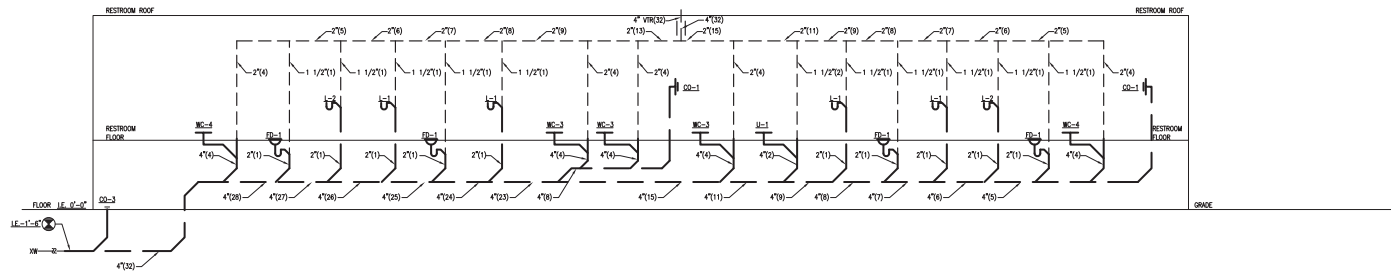 RESTROOM ROOF
4" VTR(32)
4"(32)
RESTROOM ROOF
2"(5)
2"(6)
2"(7)
2"(8)
2"(9)
2"(13)
2"(15)
2"(11)
2"(9)
2"(8)
2"(7)
2"(6)
2"(5)
2"(4)
1 1/2"(1)
1 1/2"(1)
1 1/2"(1)
1 1/2"(1)
1 1/2"(1)
2"(4)
2"(4)
2"(4)
1 1/2"(2)
1 1/2"(1)
1 1/2"(1)
1 1/2"(1)
1 1/2"(1)
1 1/2"(1)
2"(4)
CO-1
CO-1
L-2
L-1
L-1
L-1
L-1
L-2
WC-4
WC-3
WC-3
WC-3
U-1
WC-4
RESTROOM
FLOOR
FD-1
FD-1
FD-1
FD-1
RESTROOM
FLOOR
4"(4)
2"(1)
2"(1)
2"(1)
2"(1)
2"(1)
4"(4)
4"(4)
4"(4)
4"(2)
2"(1)
2"(1)
2"(1)
2"(1)
2"(1)
4"(4)
4"(28)
4"(27)
4"(26)
4"(25)
4"(24)
4"(23)
4"(8)
4"(15)
4"(11)
4"(9)
4"(8)
4"(7)
4"(6)
4"(5)
FLOOR I.E. 0'-0"
CO-3
GRADE
I.E.-1'-6"
XW
4"(32)